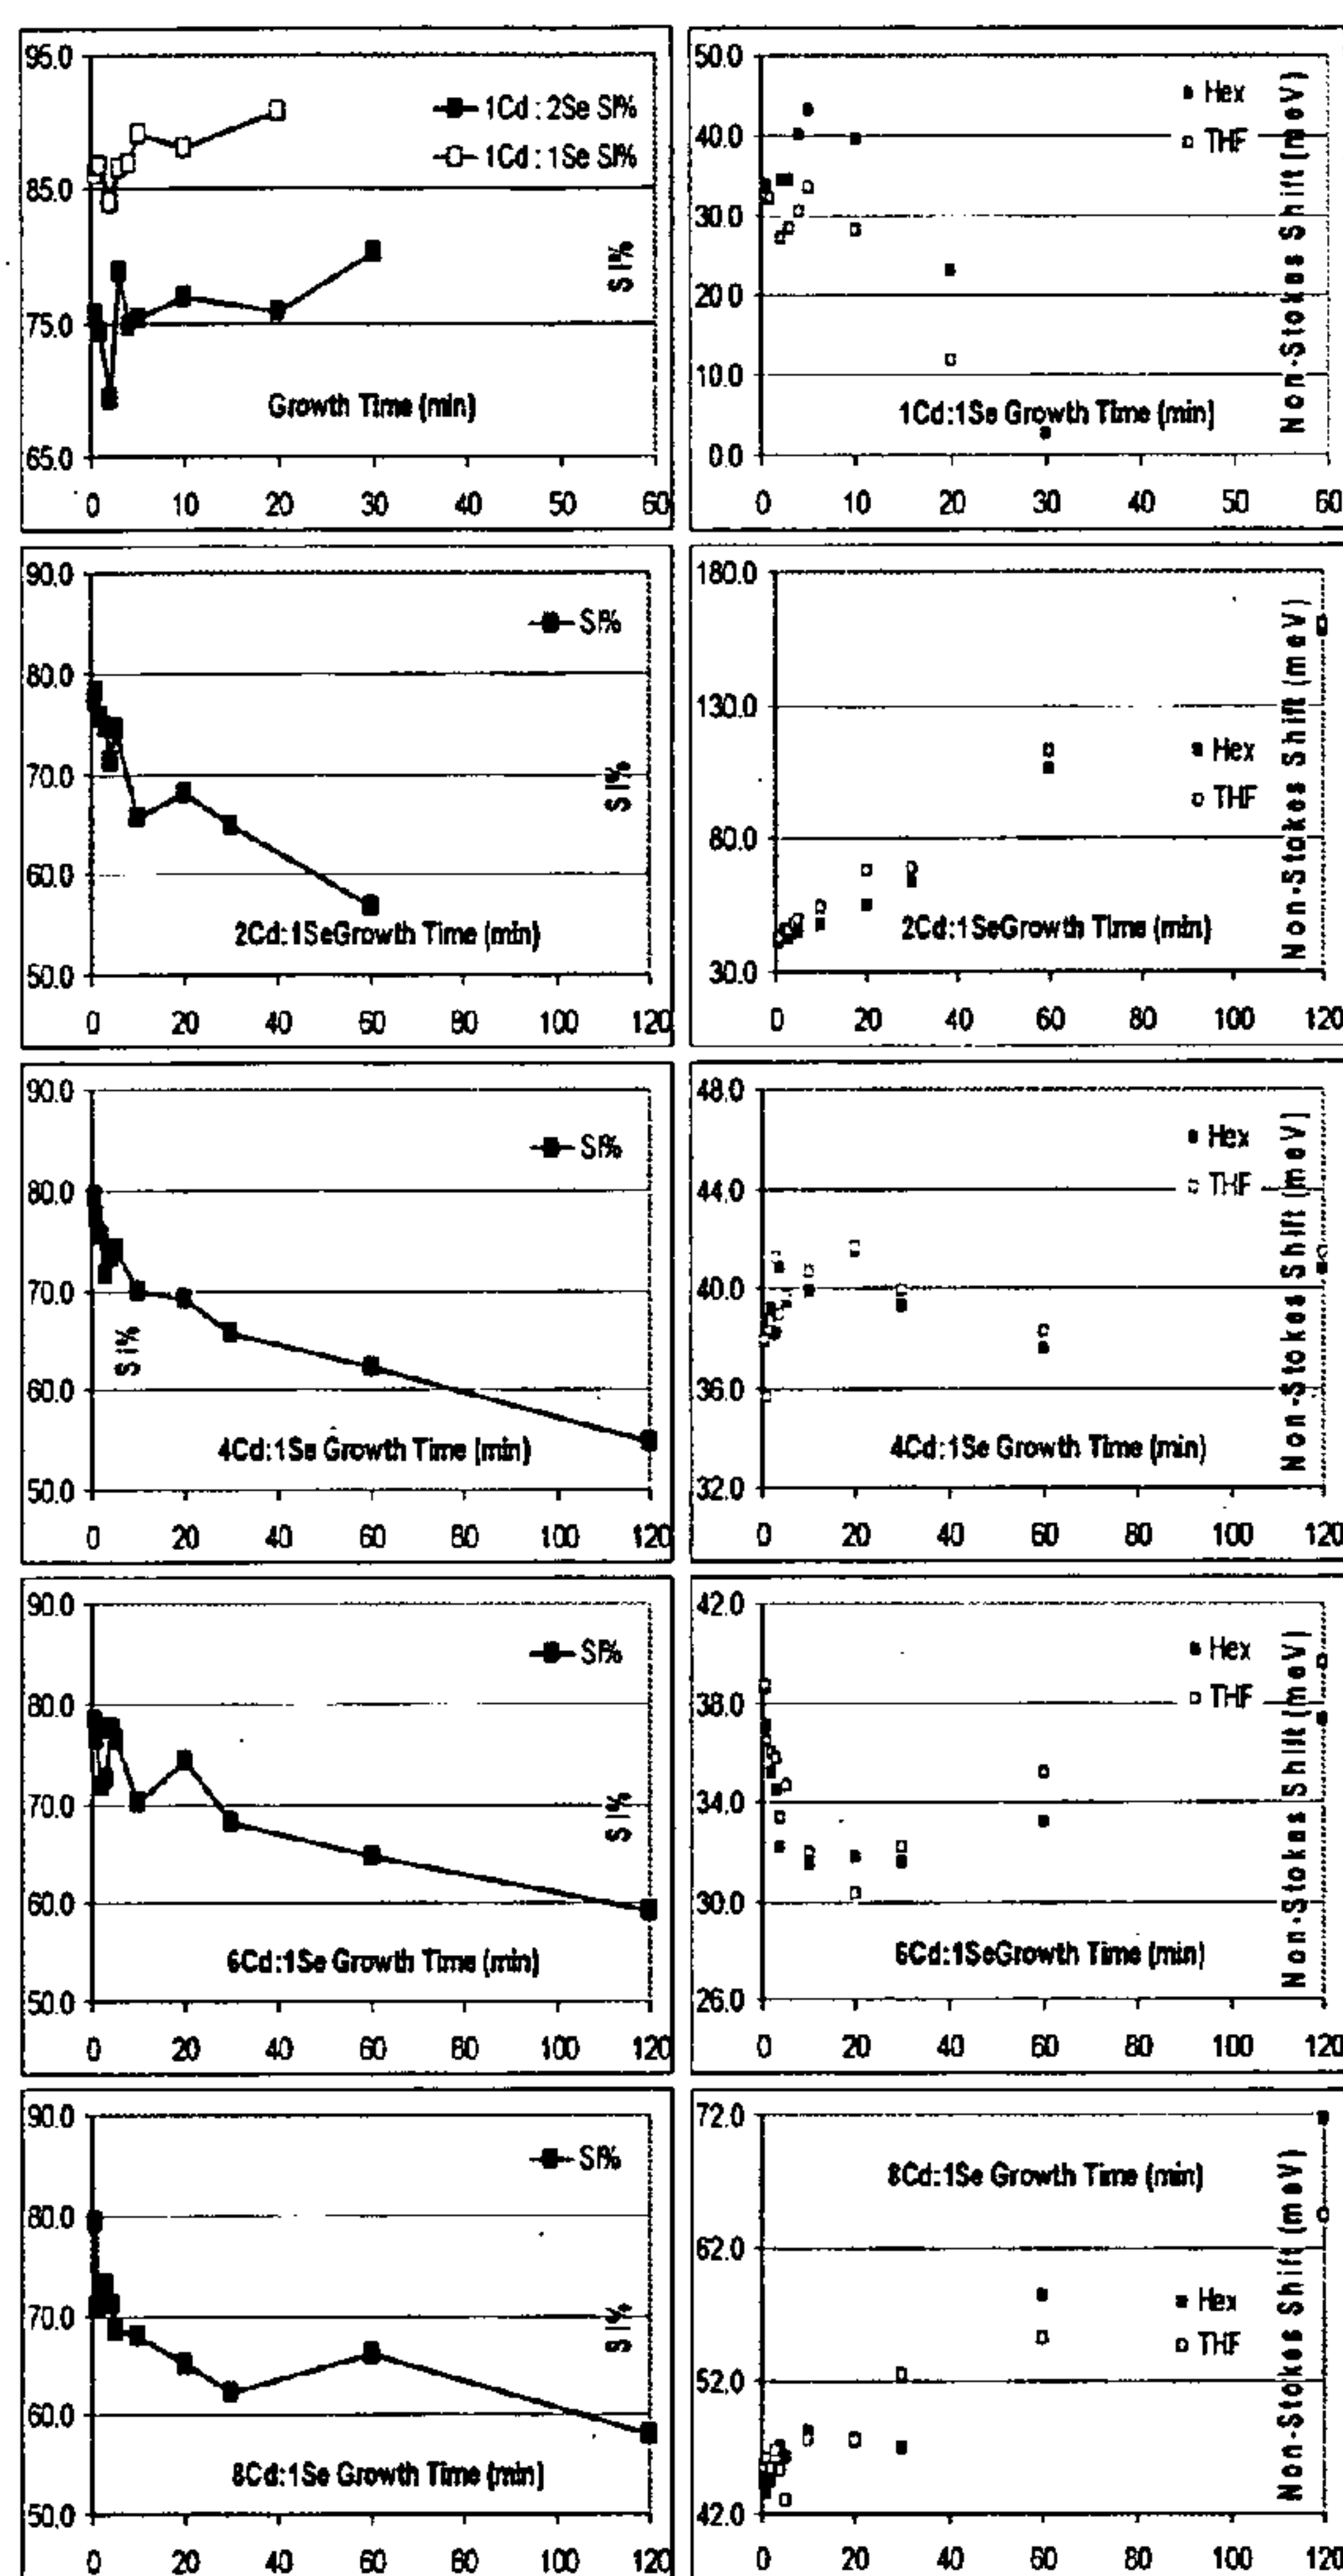 95.0
85.0
75.0
65.0
1Cd : 2Se SI%
1Cd : 1Se SI%
SI%
Growth Time (min)
0 10 20 30 40 50 60
50.0
40.0
30.0
20.0
10.0
0.0
Hex
THF
Non-Stokes Shift (meV)
1Cd:1Se Growth Time (min)
0 10 20 30 40 50 60
90.0
80.0
70.0
60.0
50.0
SI%
SI%
2Cd:1SeGrowth Time (min)
0 20 40 60 80 100 120
180.0
130.0
80.0
30.0
Hex
THF
Non-Stokes Shift (meV)
2Cd:1SeGrowth Time (min)
0 20 40 60 80 100 120
90.0
80.0
70.0
60.0
50.0
SI%
SI%
4Cd:1Se Growth Time (min)
0 20 40 60 80 100 120
48.0
44.0
40.0
36.0
32.0
Hex
THF
Non-Stokes Shift (meV)
4Cd:1Se Growth Time (min)
0 20 40 60 80 100 120
90.0
80.0
70.0
60.0
50.0
SI%
SI%
6Cd:1Se Growth Time (min)
0 20 40 60 80 100 120
42.0
38.0
34.0
30.0
26.0
Hex
THF
Non-Stokes Shift (meV)
6Cd:1SeGrowth Time (min)
0 20 40 60 80 100 120
90.0
80.0
70.0
60.0
50.0
SI%
SI%
8Cd:1Se Growth Time (min)
0 20 40 60 80 100 120
72.0
62.0
52.0
42.0
8Cd:1Se Growth Time (min)
Hex
THF
Non-Stokes Shift (meV)
0 20 40 60 80 100 120